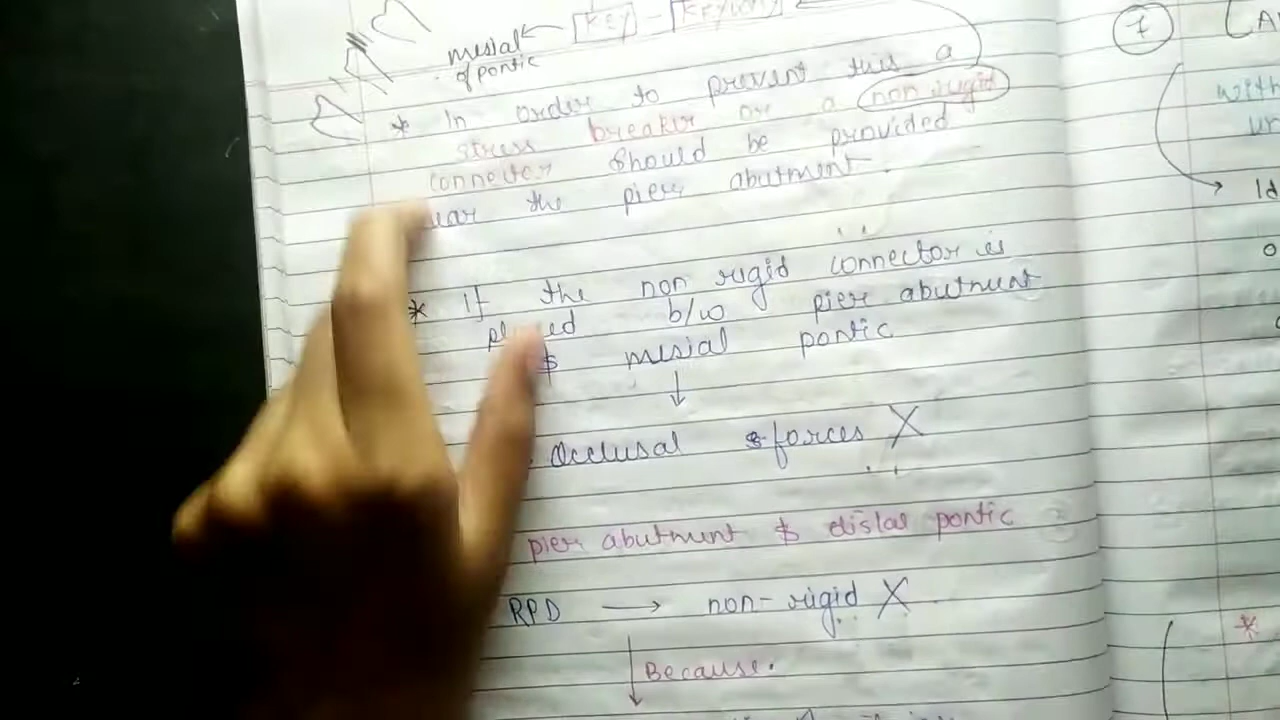 mesial ← [Key] - [Keyway]
of pontic
* In order to prevent this a
stress breaker or a non rigid
connector should be provided
near the pier abutment.
* If the non rigid connector is
placed b/w pier abutment
$ mesial pontic
↓
Occlusal forces X
pier abutment $ distal pontic
RPD → non-rigid X
↓ Because.
7
with
*